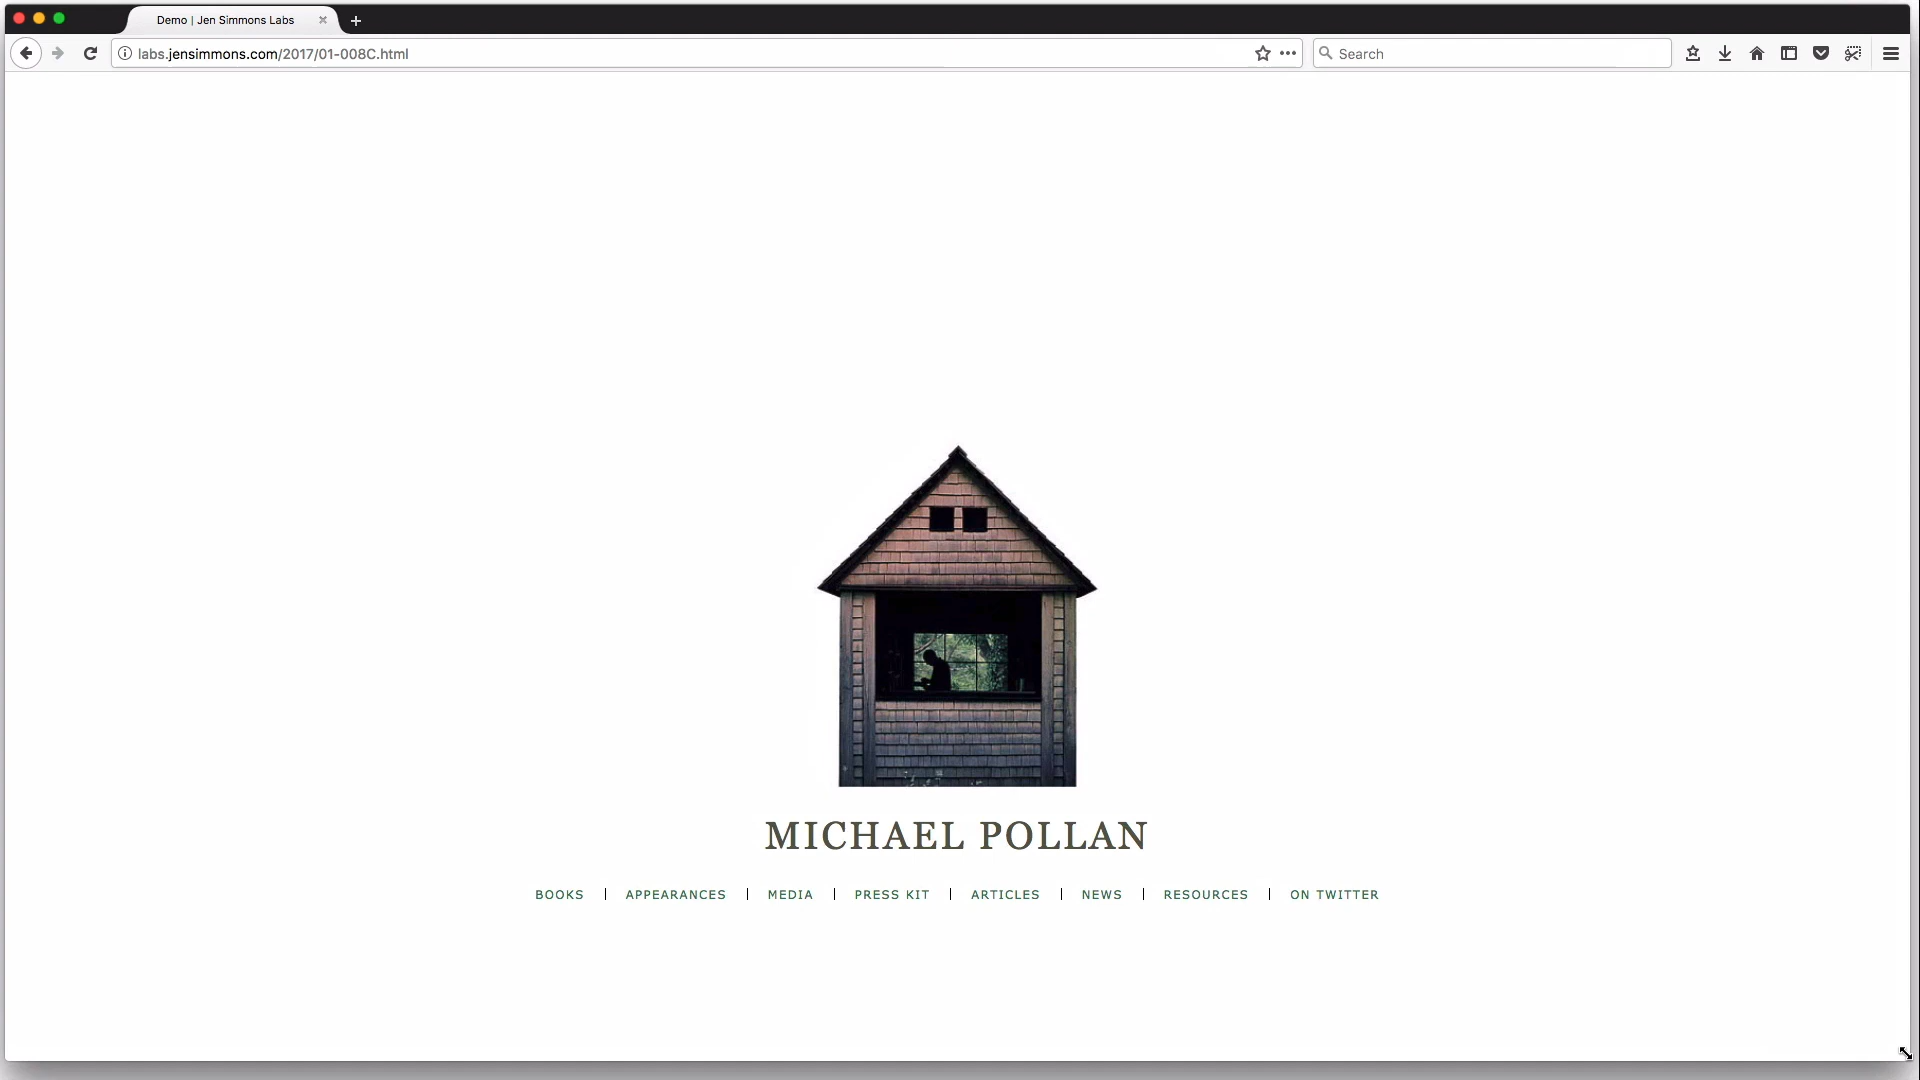 Demo | Jen Simmons Labs
labs.jensimmons.com/2017/01-008C.html
Search
MICHAEL POLLAN
BOOKS | APPEARANCES | MEDIA | PRESS KIT | ARTICLES | NEWS | RESOURCES | ON TWITTER